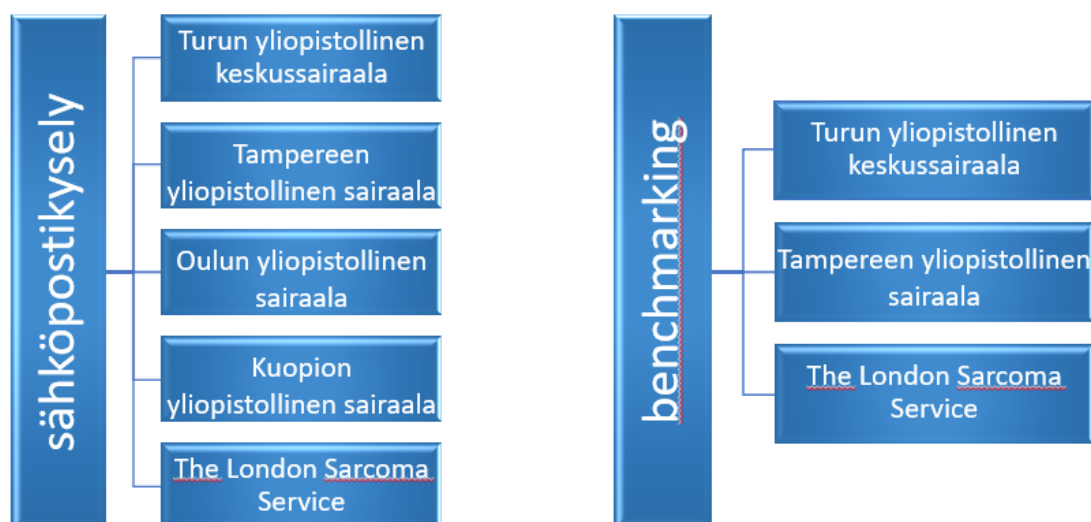 sähköpostikysely
Turun yliopistollinen
keskussairaala
Tampereen
yliopistollinen sairaala
Oulun yliopistollinen
sairaala
Kuopion
yliopistollinen sairaala
The London Sarcoma
Service
benchmarking
Turun yliopistollinen
keskussairaala
Tampereen yliopistollinen
sairaala
The London Sarcoma
Service